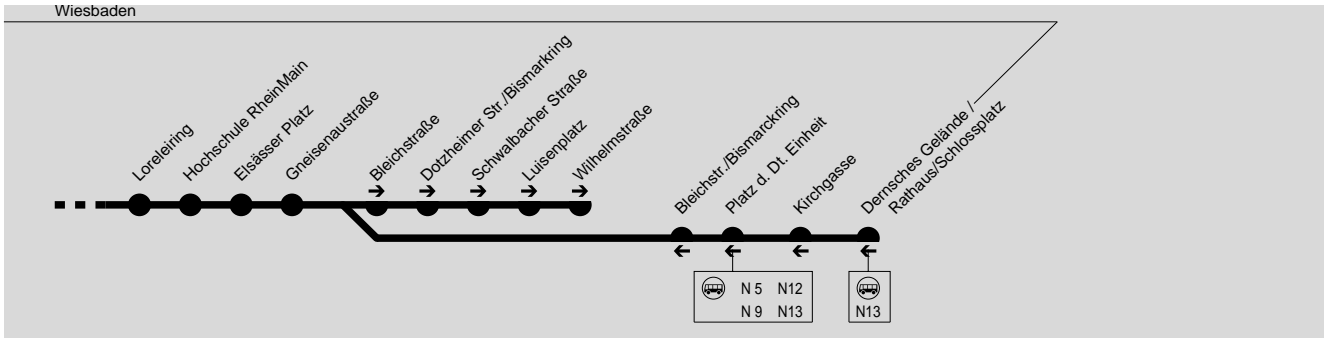 Wiesbaden
Loreleiring
Hochschule RheinMain
Elsässer Platz
Gneisenaustraße
Bleichstraße
Dotzheimer Str./Bismarkring
Schwalbacher Straße
Luisenplatz
Wilhelmstraße
Bleichstr./Bismarckring
Platz d. Dt. Einheit
Kirchgasse
Dernsches Gelände /
Rathaus/Schlossplatz
N 5 N12
N 9 N13
N13